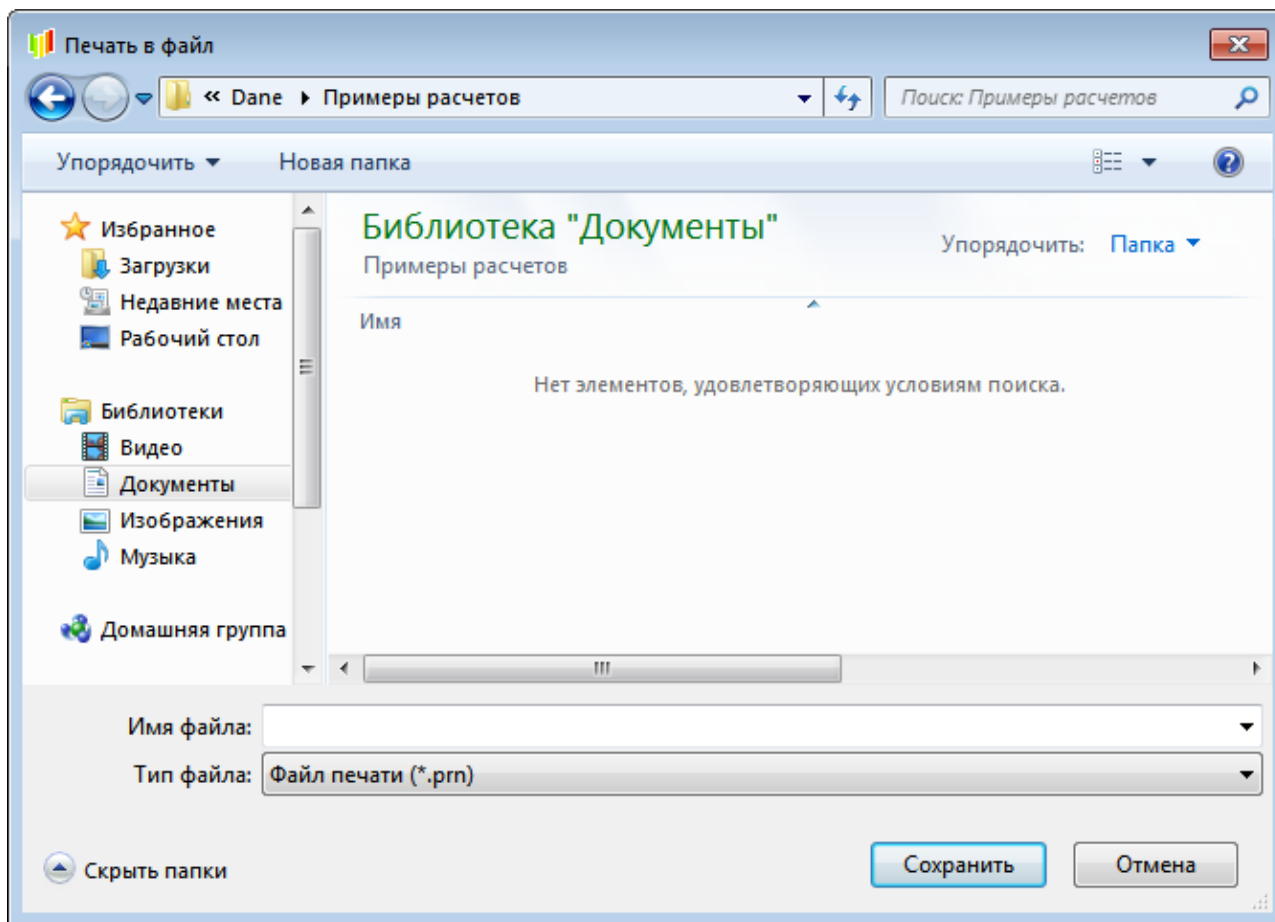 Печать в файл
« Dane ▸ Примеры расчетов
Поиск: Примеры расчетов
Упорядочить ▼ Новая папка
Избранное
Загрузки
Недавние места
Рабочий стол
Библиотеки
Видео
Документы
Изображения
Музыка
Домашняя группа
Библиотека "Документы"
Примеры расчетов
Упорядочить: Папка ▼
Имя
Нет элементов, удовлетворяющих условиям поиска.
Имя файла:
Тип файла: Файл печати (*.prn)
Скрыть папки
Сохранить
Отмена